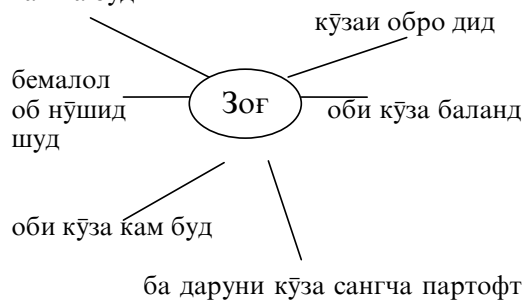 кӯзаи обро дид
бемалол
об нӯшид
шуд
Зоғ
оби кӯза баланд
оби кӯза кам буд
ба даруни кӯза сангча партофт